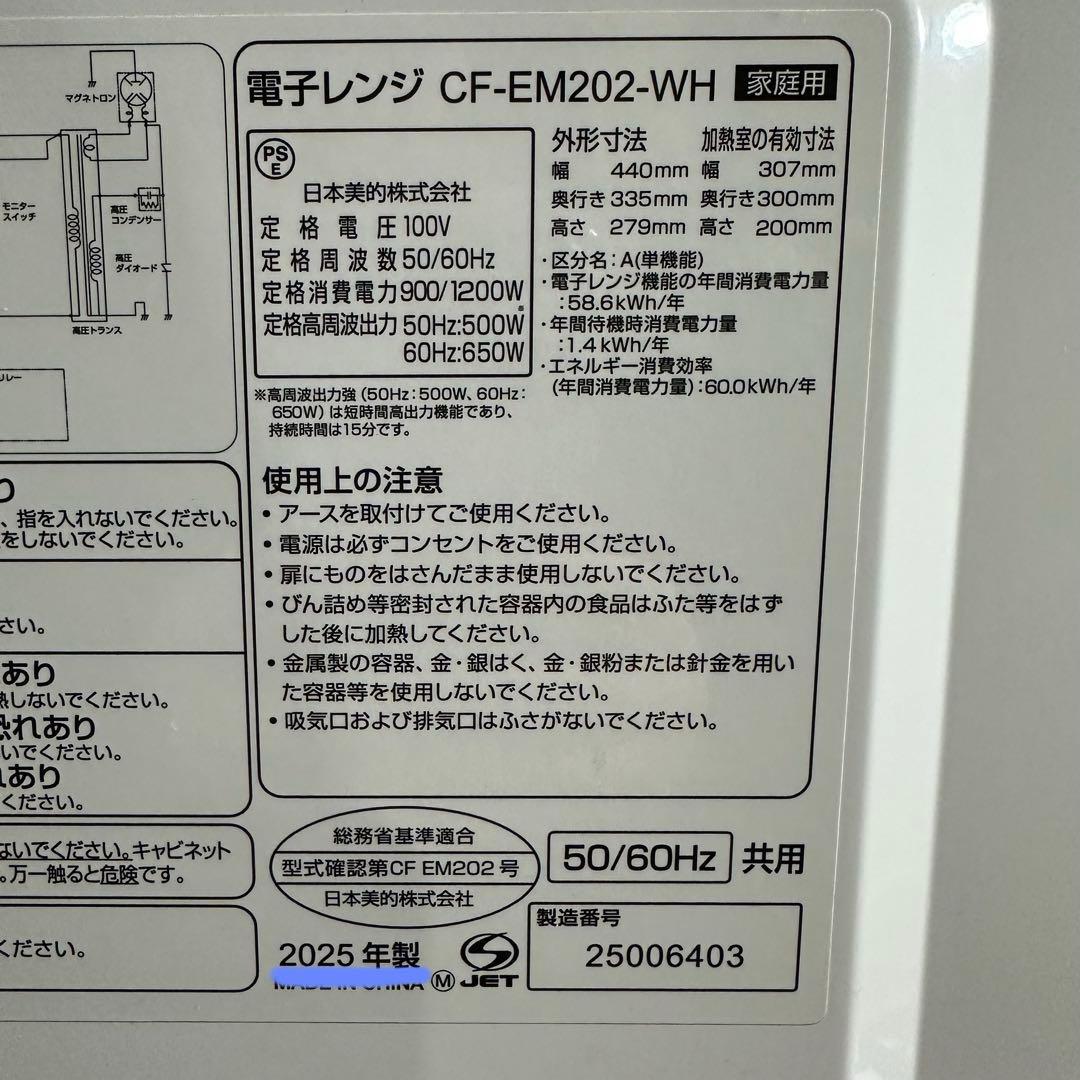 マグネトロン
モニター
スイッチ
高圧
コンデンサー
高圧
ダイオード
高圧トランス
リレー
り
、指を入れないでください。
をしないでください。
さい。
あり
熱しないでください。
恐れあり
いでください。
れあり
ください。
ないでください。キャビネット
。万一触ると危険です。
ください。
電子レンジ CF-EM202-WH 家庭用
PS
E
日本美的株式会社
定格電圧 100V
定格周波数 50/60Hz
定格消費電力 900/1200W
※
定格高周波出力 50Hz:500W
60Hz:650W
※高周波出力強(50Hz:500W、60Hz:
650W)は短時間高出力機能であり、
持続時間は15分です。
外形寸法 加熱室の有効寸法
幅 440mm 幅 307mm
奥行き 335mm 奥行き 300mm
高さ 279mm 高さ 200mm
・区分名:A(単機能)
・電子レンジ機能の年間消費電力量
:58.6kWh/年
・年間待機時消費電力量
:1.4kWh/年
・エネルギー消費効率
(年間消費電力量):60.0kWh/年
使用上の注意
• アースを取付けてご使用ください。
• 電源は必ずコンセントをご使用ください。
• 扉にものをはさんだまま使用しないでください。
• びん詰め等密封された容器内の食品はふた等をはず
した後に加熱してください。
• 金属製の容器、金・銀はく、金・銀粉または針金を用い
た容器等を使用しないでください。
• 吸気口および排気口はふさがないでください。
総務省基準適合
型式確認第CF EM202号
日本美的株式会社
50/60Hz 共用
2025年製
MADE IN CHINA
M JET
製造番号
25006403